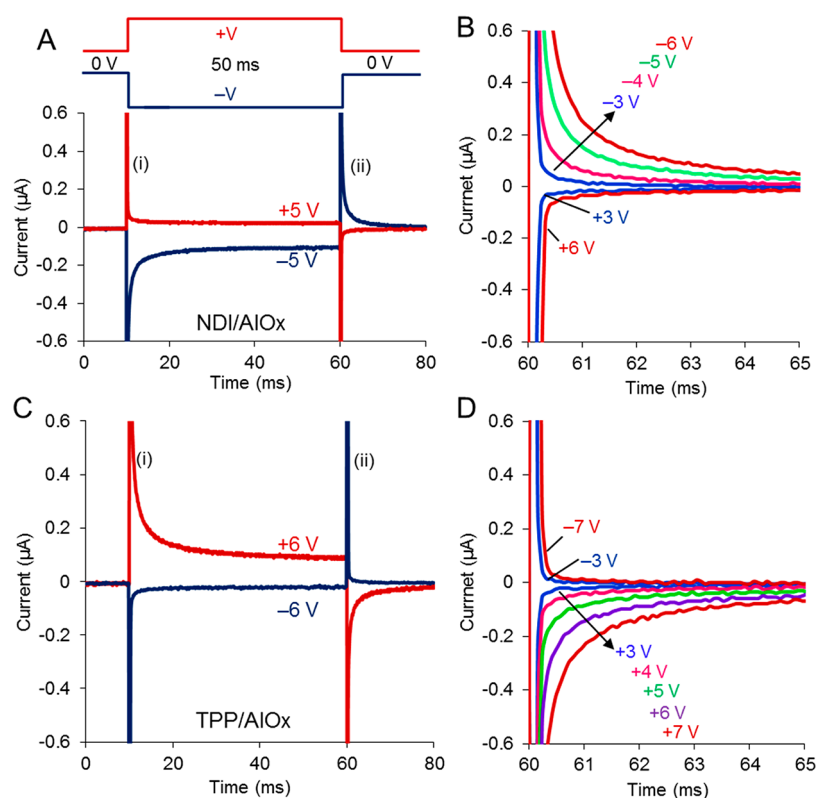 A
+V
0 V
50 ms
0 V
–V
0.6
0.4
0.2
0
-0.2
-0.4
-0.6
Current (µA)
(i)
(ii)
+5 V
–5 V
NDI/AlOx
0
20
40
60
80
Time (ms)
B
0.6
0.4
0.2
0
-0.2
-0.4
-0.6
Currnet (µA)
–6 V
–5 V
–4 V
–3 V
+3 V
+6 V
60
61
62
63
64
65
Time (ms)
C
0.6
0.4
0.2
0
-0.2
-0.4
-0.6
Current (µA)
(i)
(ii)
+6 V
–6 V
TPP/AlOx
0
20
40
60
80
Time (ms)
D
0.6
0.4
0.2
0
-0.2
-0.4
-0.6
Currnet (µA)
–7 V
–3 V
+3 V
+4 V
+5 V
+6 V
+7 V
60
61
62
63
64
65
Time (ms)